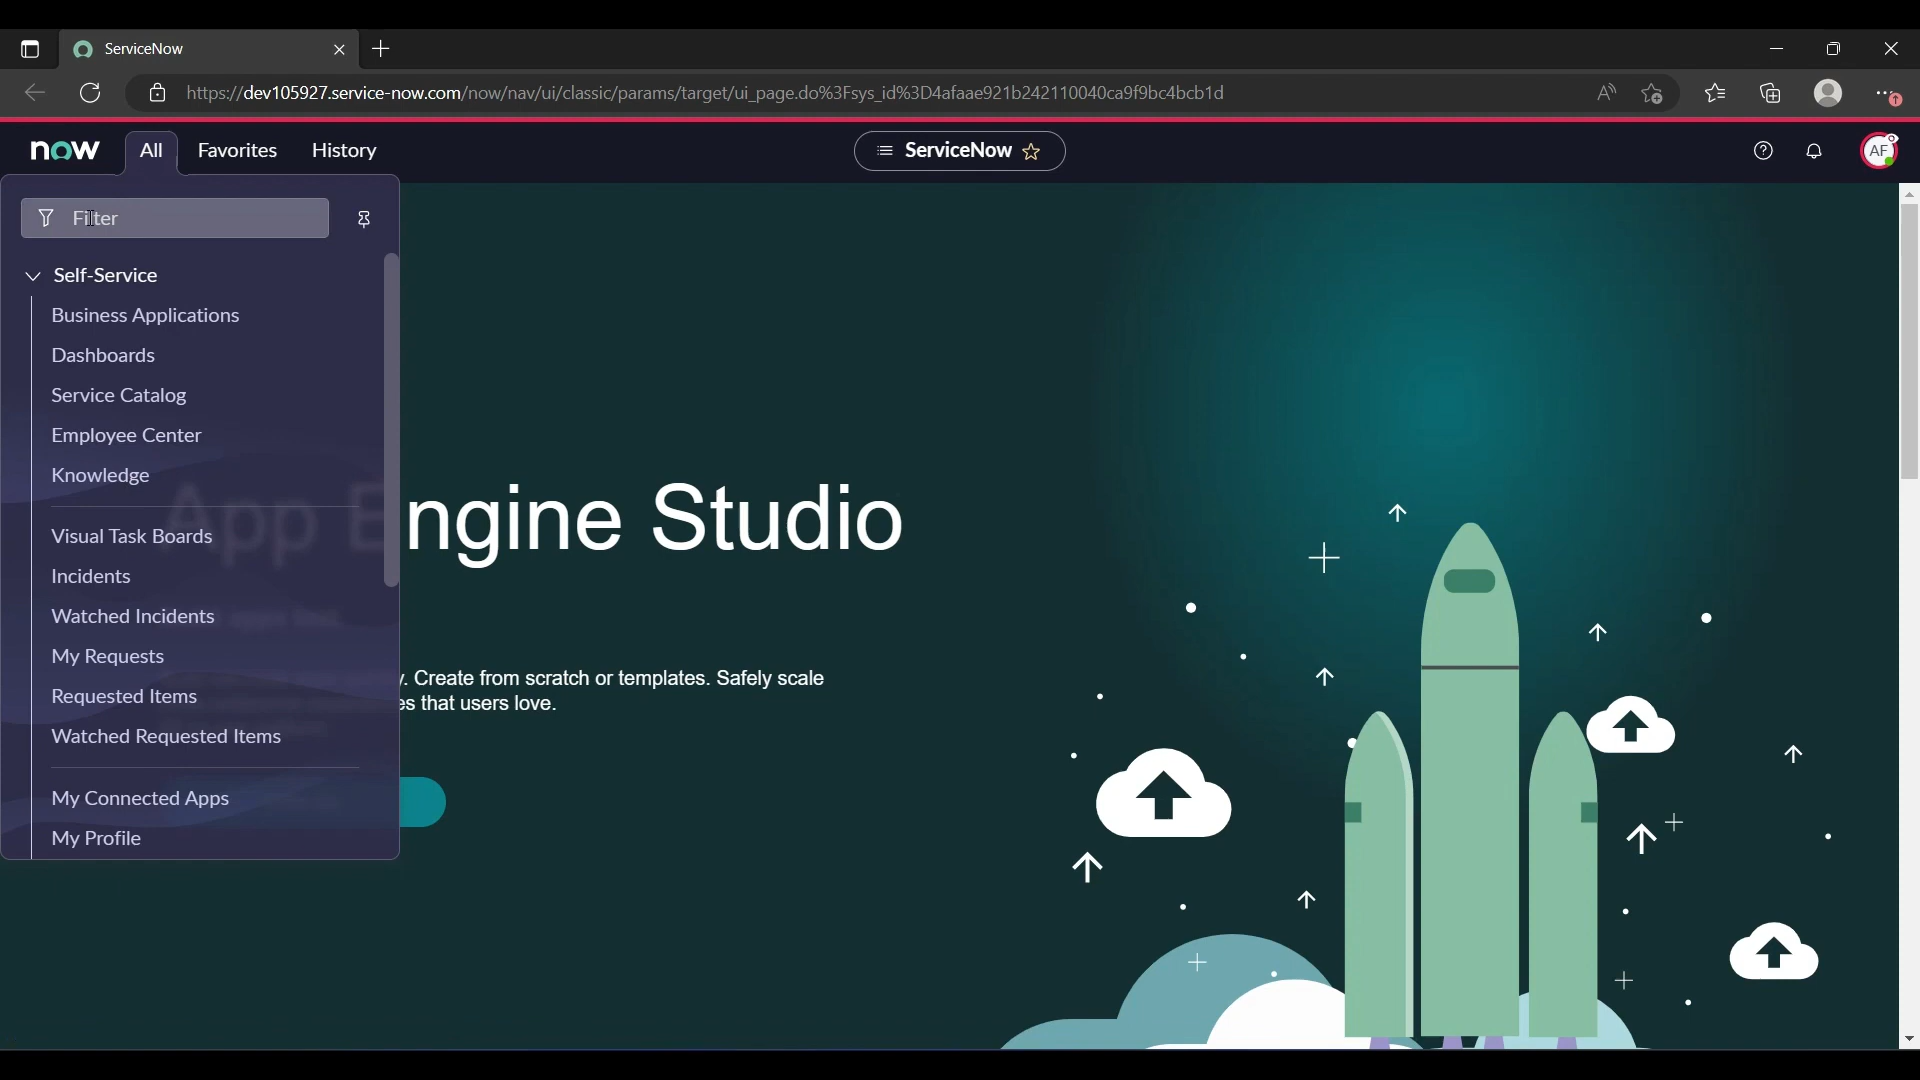 ServiceNow
https://dev105927.service-now.com/now/nav/ui/classic/params/target/ui_page.do%3Fsys_id%3D4afaae921b242110040ca9f9bc4bcb1d
now All Favorites History ServiceNow AF
Filter
Self-Service
Business Applications
Dashboards
Service Catalog
Employee Center
Knowledge
App Engine Studio
Visual Task Boards
Incidents
Watched Incidents
My Requests
y. Create from scratch or templates. Safely scale
Requested Items
es that users love.
Watched Requested Items
My Connected Apps
My Profile